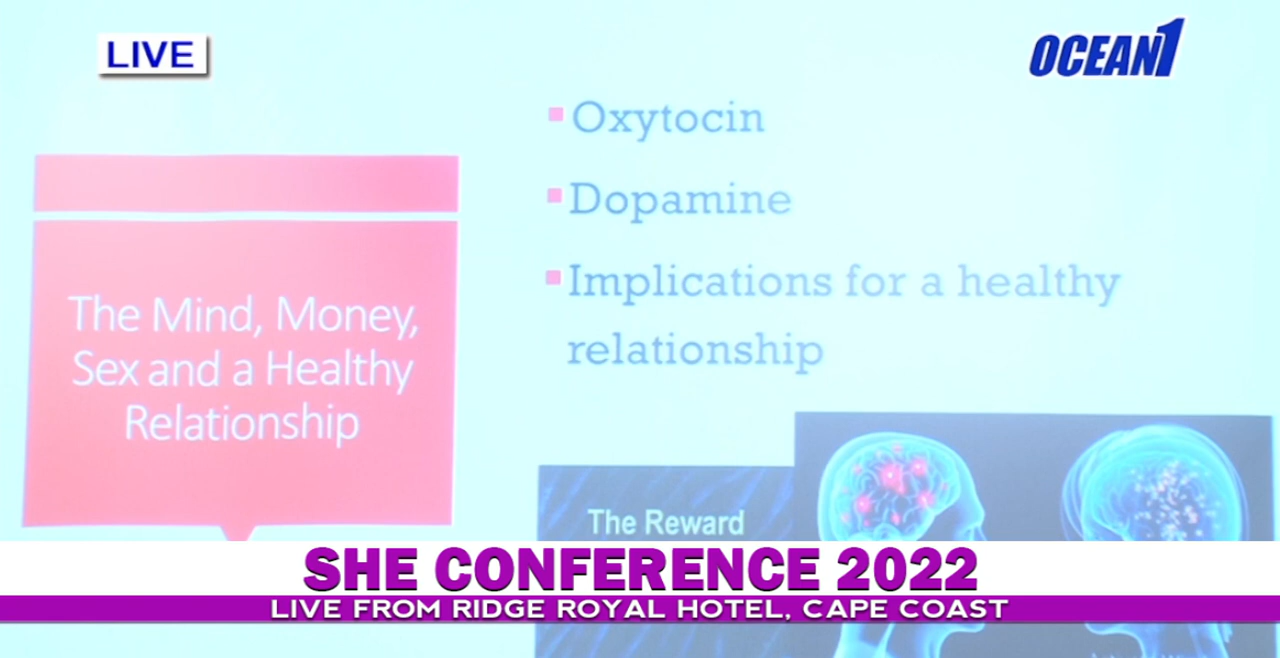 LIVE
OCEAN1
Oxytocin
Dopamine
Implications for a healthy
relationship
The Mind, Money,
Sex and a Healthy
Relationship
The Reward
SHE CONFERENCE 2022
LIVE FROM RIDGE ROYAL HOTEL, CAPE COAST